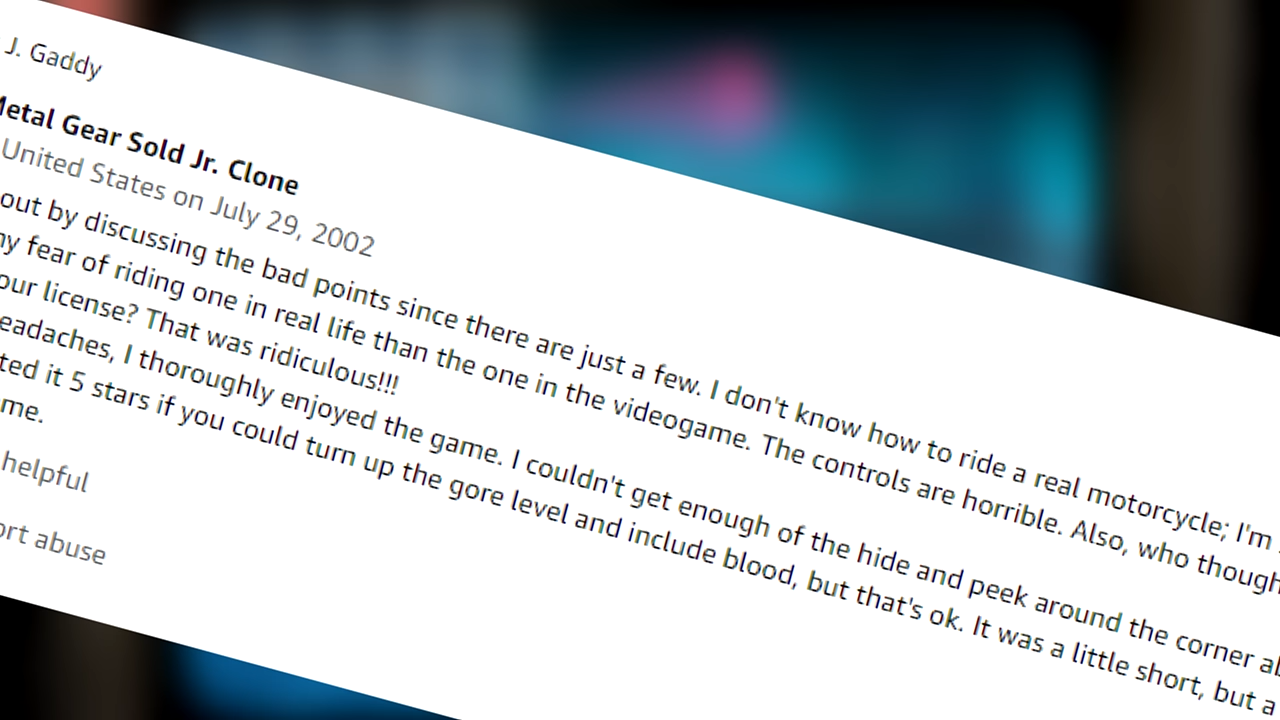 J. Gaddy
Metal Gear Sold Jr. Clone
United States on July 29, 2002
out by discussing the bad points since there are just a few. I don't know how to ride a real motorcycle; I'm
fear of riding one in real life than the one in the videogame. The controls are horrible. Also, who though
our license? That was ridiculous!!!
eadaches, I thoroughly enjoyed the game. I couldn't get enough of the hide and peek around the corner
ted it 5 stars if you could turn up the gore level and include blood, but that's ok. It was a little short, but a
me.
helpful
ort abuse